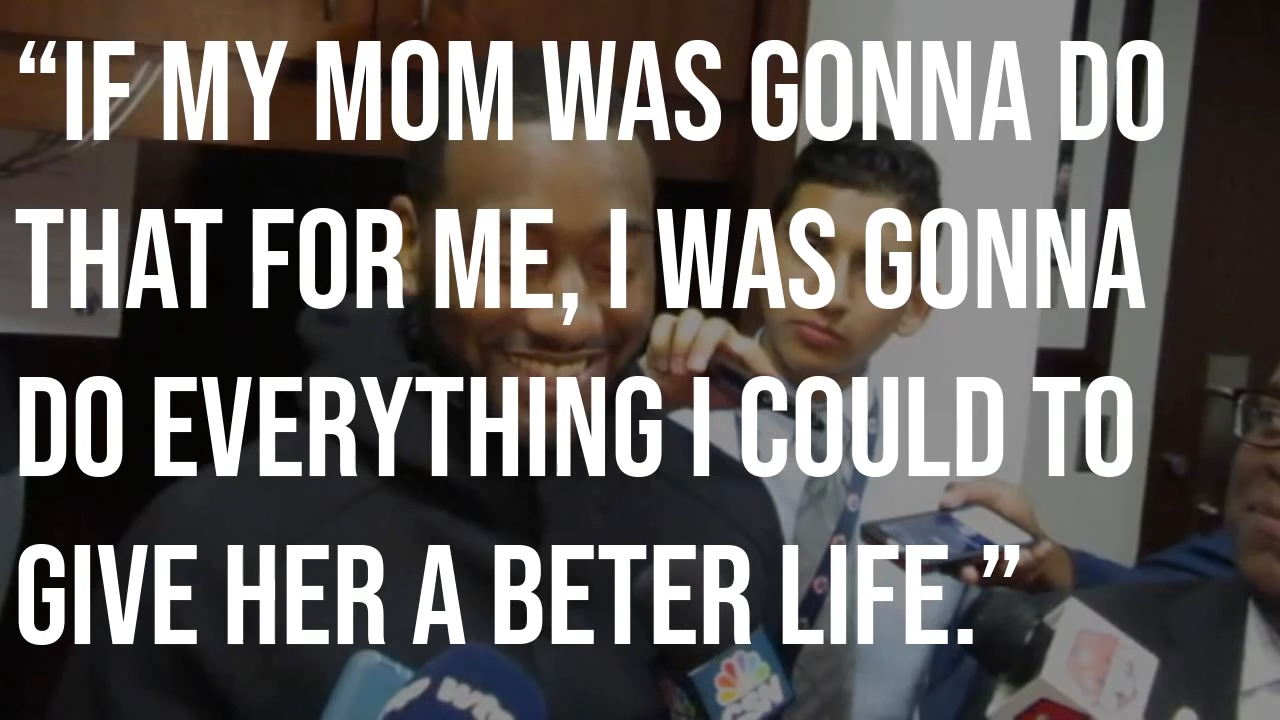 “IF MY MOM WAS GONNA DO
THAT FOR ME, I WAS GONNA
DO EVERYTHING I COULD TO
GIVE HER A BETER LIFE.”
CSN